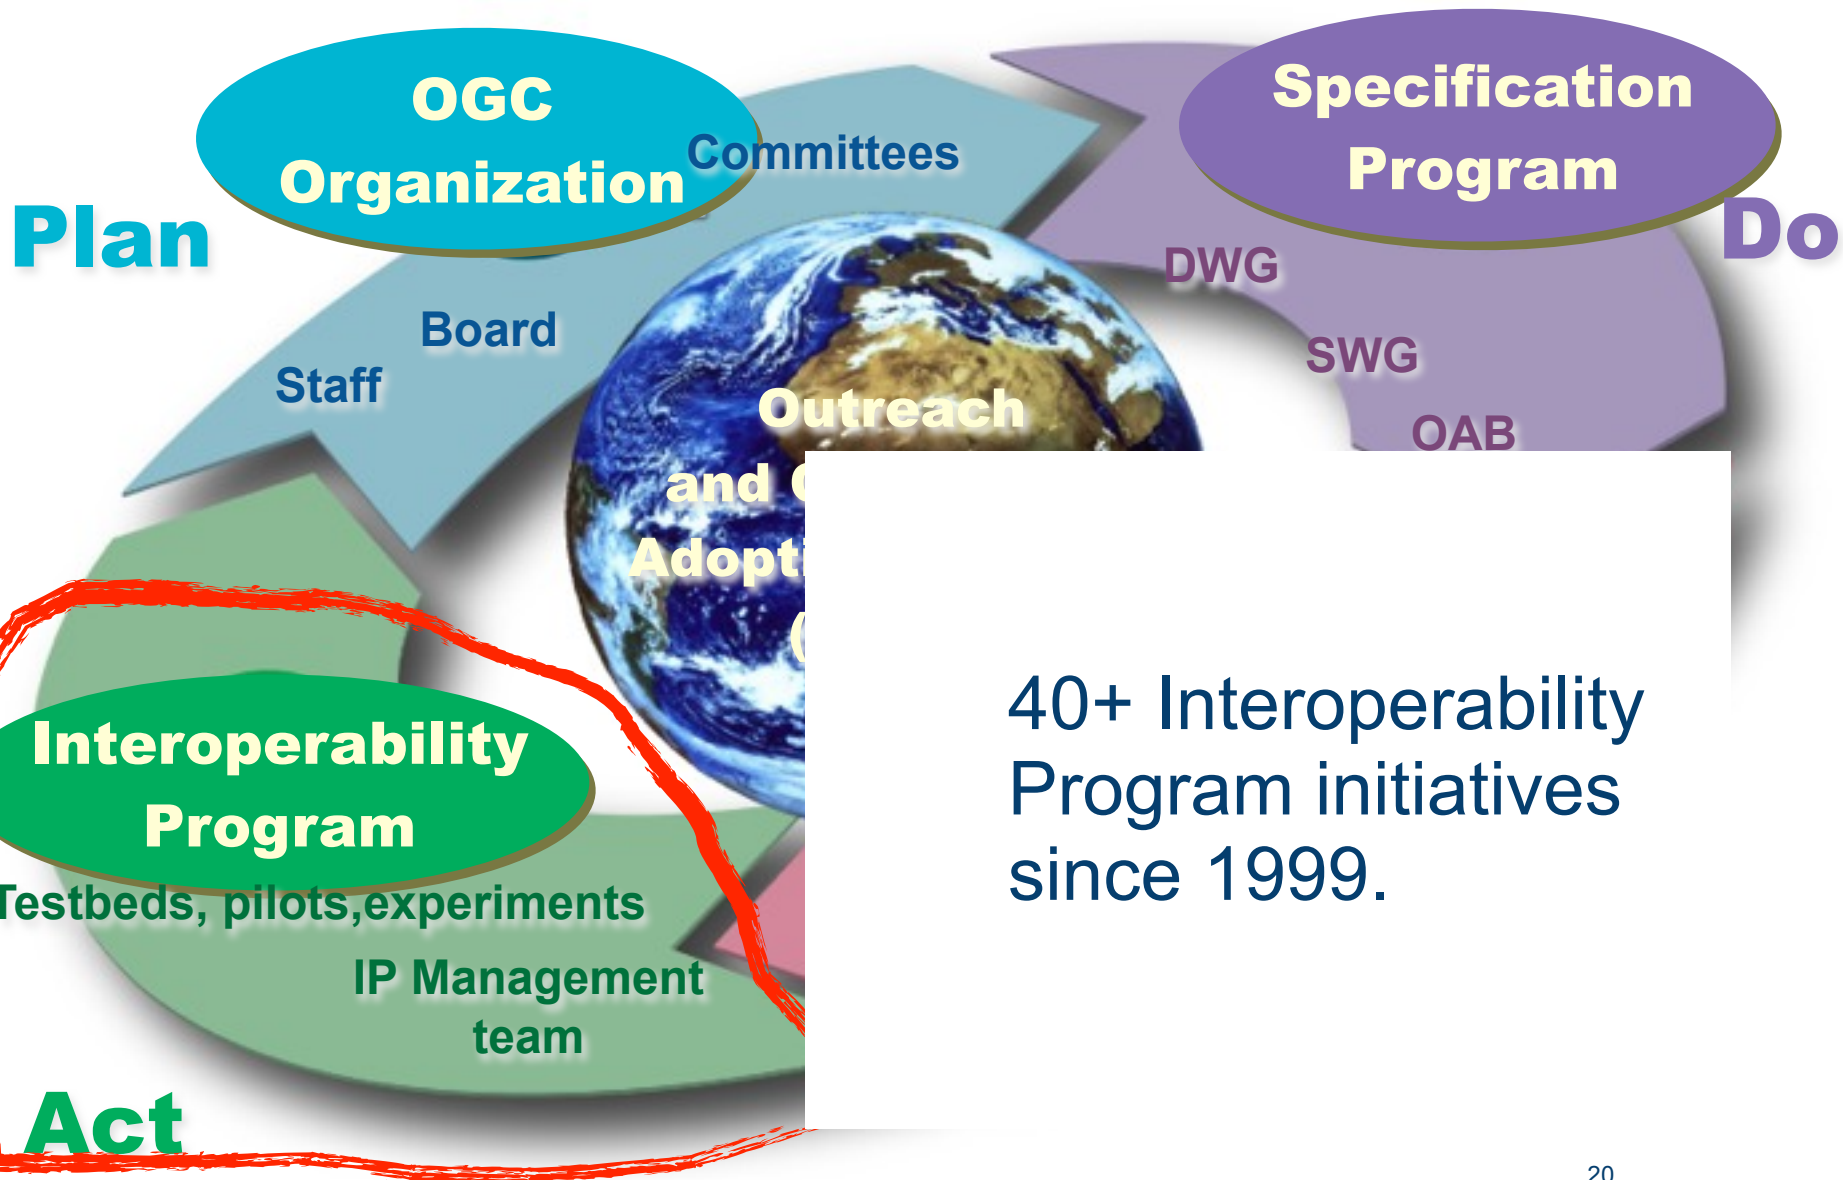 OGC
Organization
Specification
Program
Plan
Do
Committees
Board
Staff
DWG
SWG
OAB
Outreach
and
Interoperability
Program
Testbeds, pilots,experiments
IP Management
team
Act
40+ Interoperability
Program initiatives
since 1999.
20